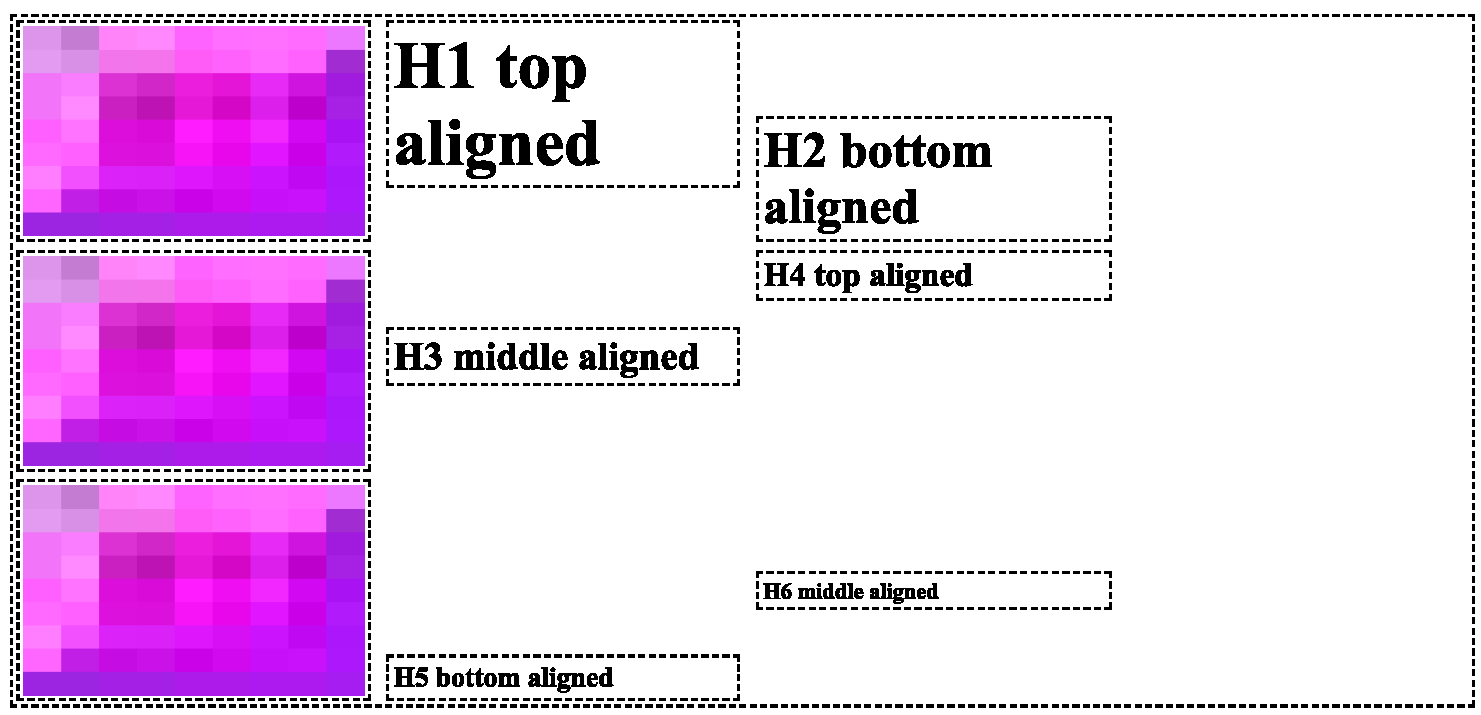 H1 top
aligned
H2 bottom
aligned
H4 top aligned
H3 middle aligned
H6 middle aligned
H5 bottom aligned